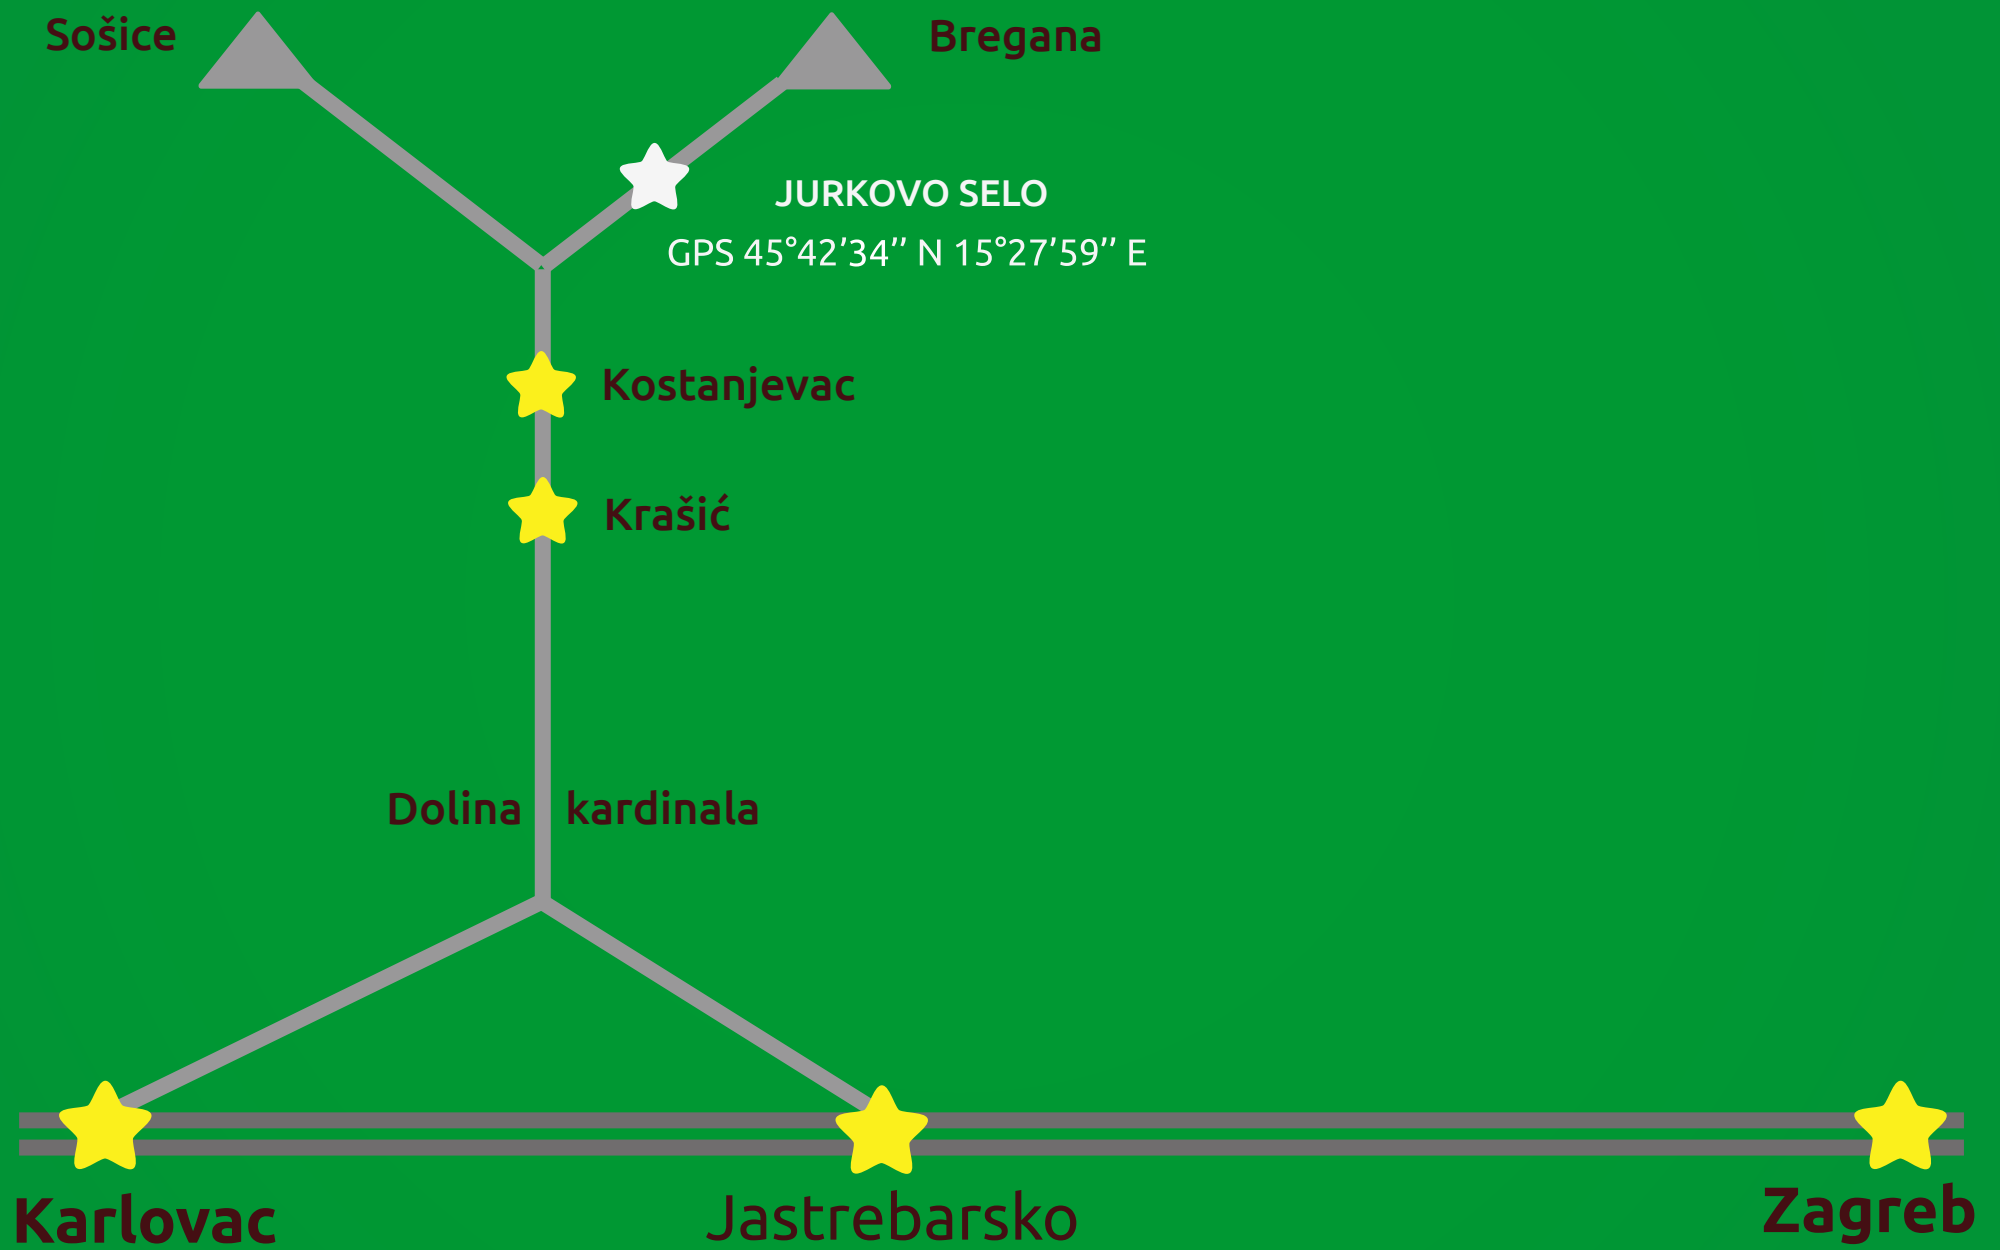 Sošice
Bregana
JURKOVO SELO
GPS 45°42’34’’ N 15°27’59’’ E
Kostanjevac
Krašić
Dolina kardinala
Karlovac
Jastrebarsko
Zagreb